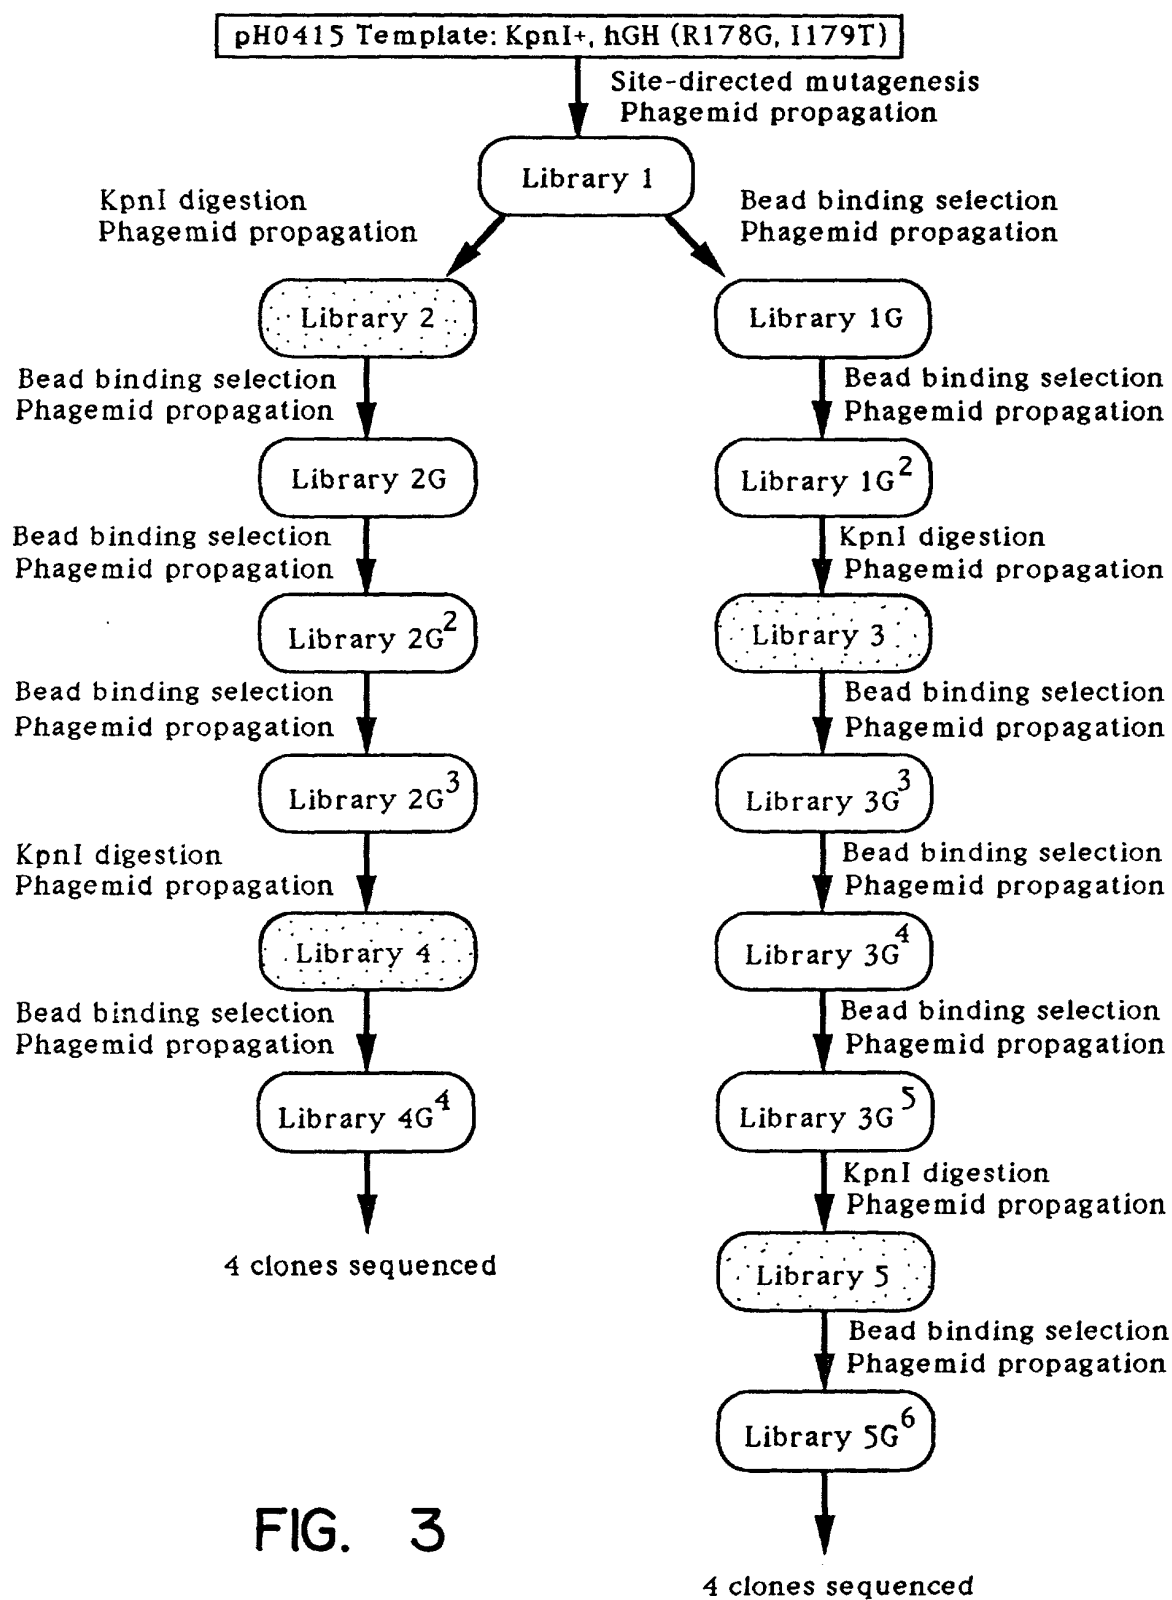 pH0415 Template: KpnI+, hGH (R178G, I179T)
Site-directed mutagenesis
Phagemid propagation
Library 1
KpnI digestion
Phagemid propagation
Bead binding selection
Phagemid propagation
Library 2
Library 1G
Bead binding selection
Phagemid propagation
Bead binding selection
Phagemid propagation
Library 2G
Library 1G²
Bead binding selection
Phagemid propagation
KpnI digestion
Phagemid propagation
Library 2G²
Library 3
Bead binding selection
Phagemid propagation
Bead binding selection
Phagemid propagation
Library 2G³
Library 3G³
KpnI digestion
Phagemid propagation
Bead binding selection
Phagemid propagation
Library 4
Library 3G⁴
Bead binding selection
Phagemid propagation
Bead binding selection
Phagemid propagation
Library 4G⁴
Library 3G⁵
KpnI digestion
Phagemid propagation
4 clones sequenced
Library 5
Bead binding selection
Phagemid propagation
Library 5G⁶
FIG. 3
4 clones sequenced